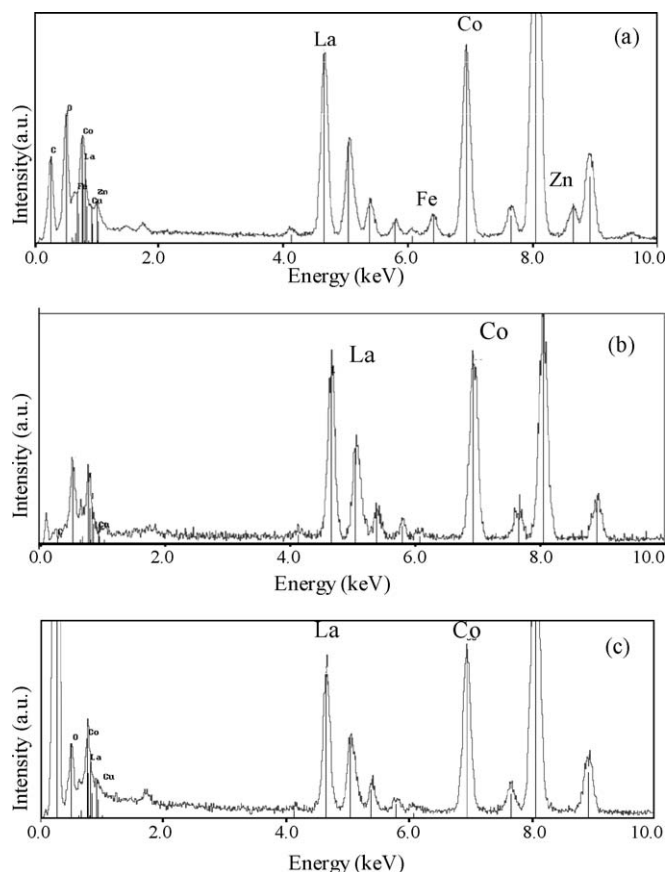 (a)
La
Co
Zn
Fe
C
O
Co
La
Fe
Zn
Cu
Intensity(a.u.)
0.0 2.0 4.0 6.0 8.0 10.0
Energy (keV)
(b)
La
Co
Intensity (a.u.)
0.0 2.0 4.0 6.0 8.0 10.0
Energy (keV)
(c)
La
Co
O
Co
La
Cu
Intensity (a.u.)
0.0 2.0 4.0 6.0 8.0 10.0
Energy (keV)